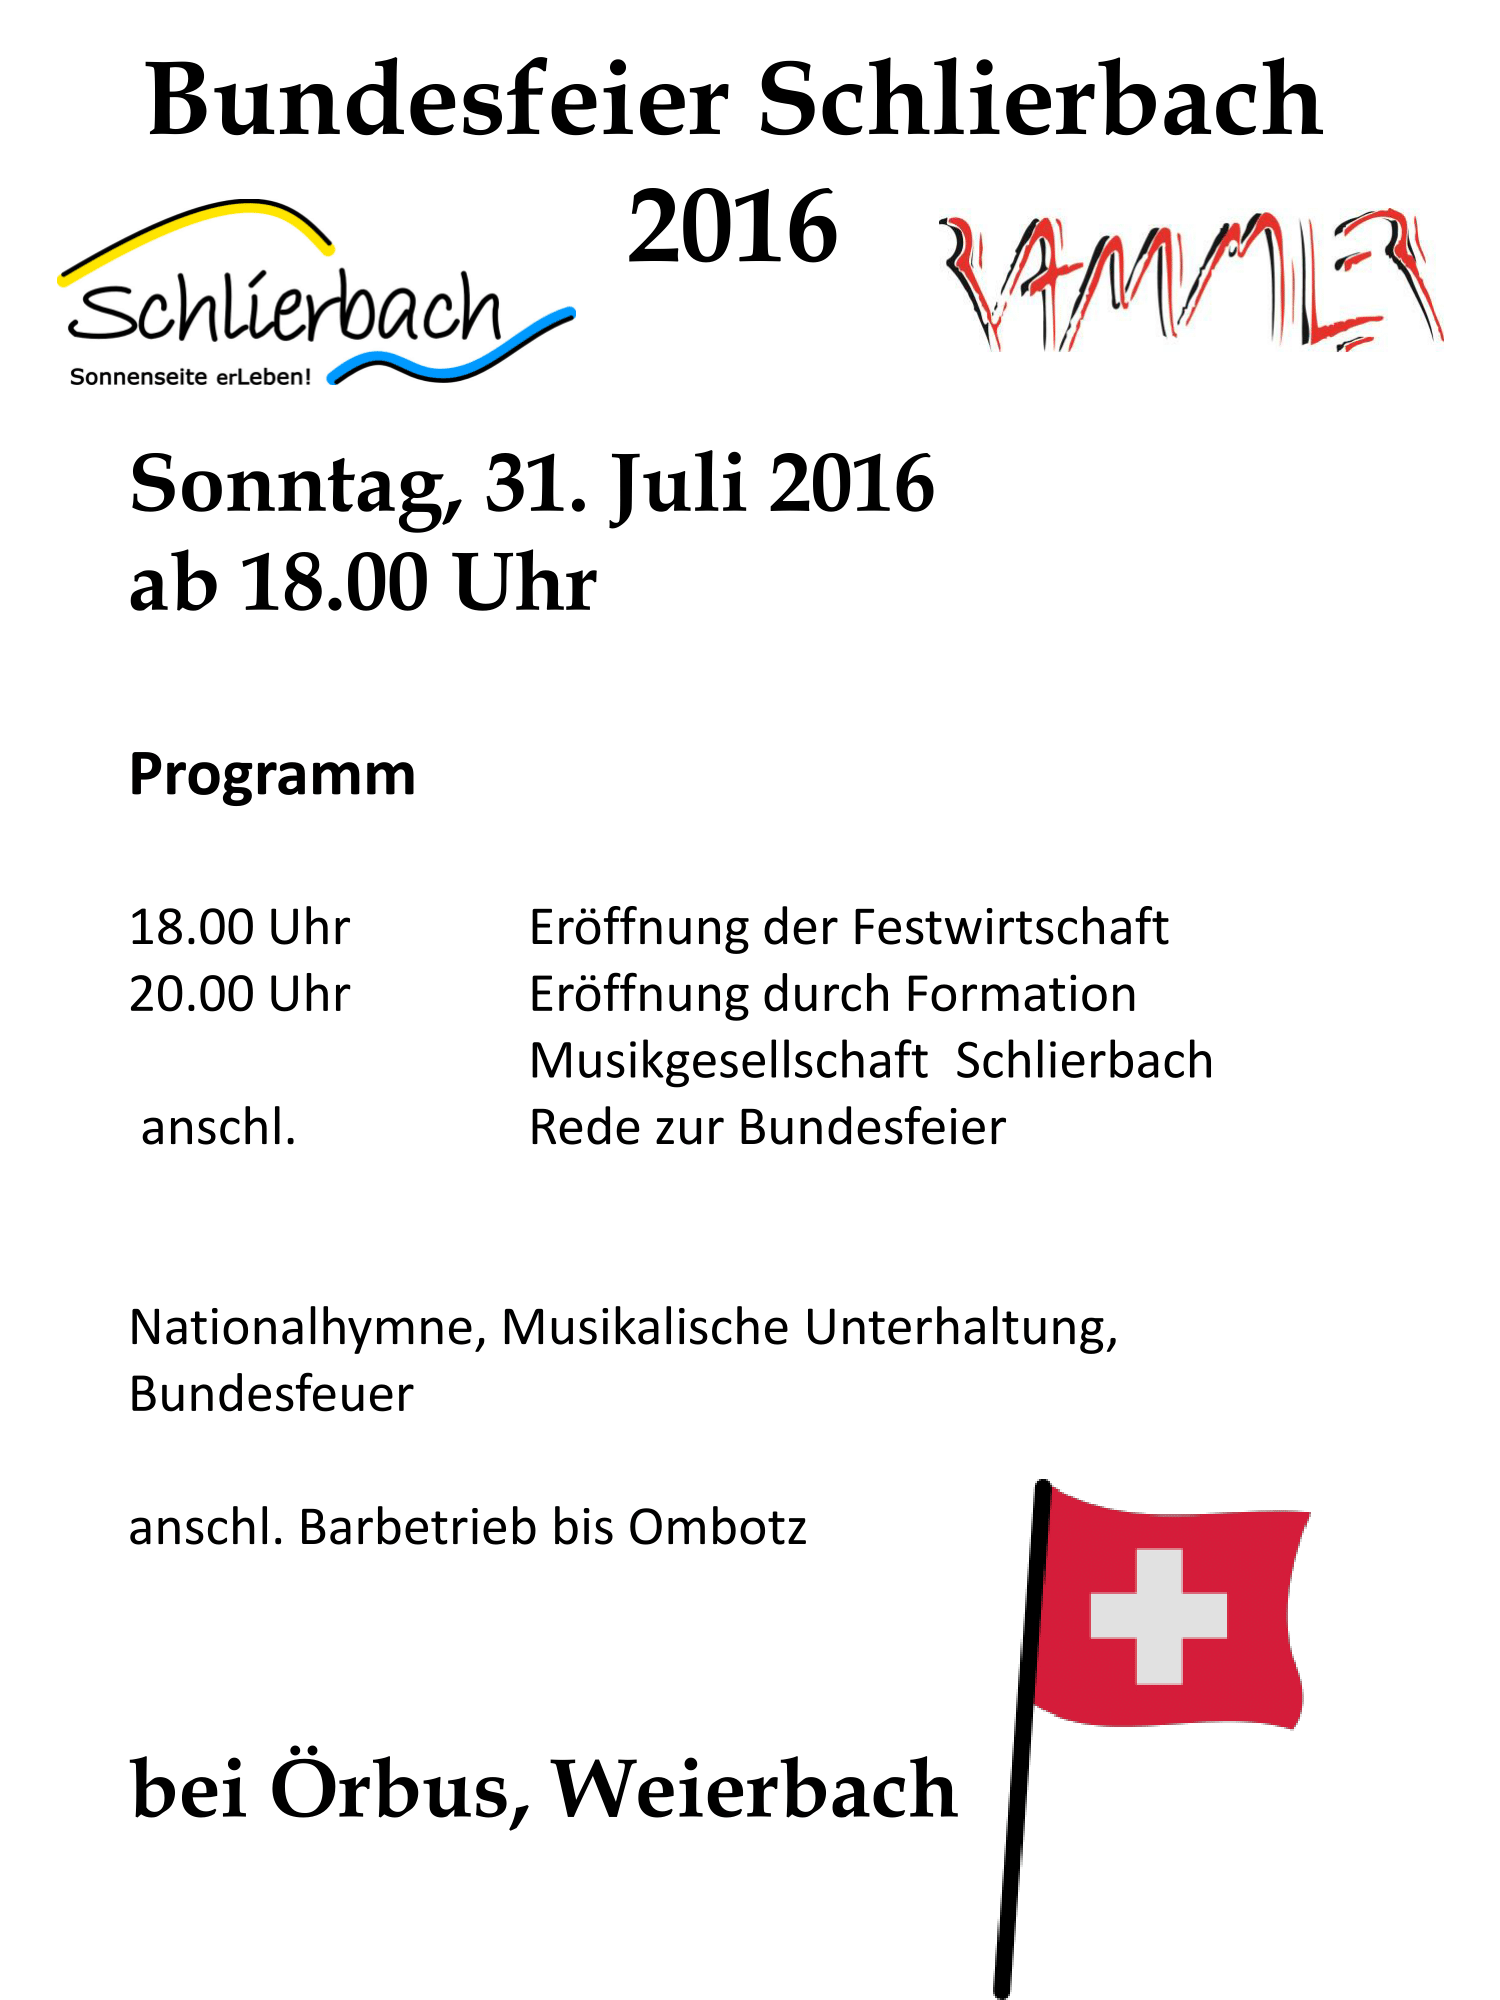 Bundesfeier Schlierbach
2016
Schlierbach
Sonnenseite erLeben!
RAMMLER
Sonntag, 31. Juli 2016
ab 18.00 Uhr
Programm
18.00 Uhr Eröffnung der Festwirtschaft
20.00 Uhr Eröffnung durch Formation
Musikgesellschaft Schlierbach
anschl. Rede zur Bundesfeier
Nationalhymne, Musikalische Unterhaltung,
Bundesfeuer
anschl. Barbetrieb bis Ombotz
bei Örbus, Weierbach